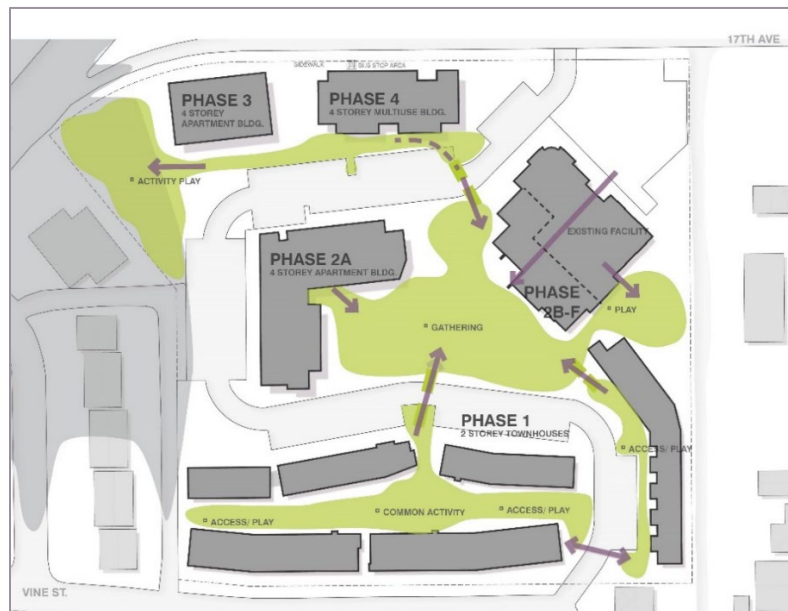 17TH AVE
SIDEWALK
BUS STOP AREA
PHASE 3
4 STOREY
APARTMENT BLDG.
PHASE 4
4 STOREY MULTIUSE BLDG.
ACTIVITY PLAY
EXISTING FACILITY
PHASE 2A
4 STOREY APARTMENT BLDG.
PHASE
2B-F
PLAY
GATHERING
PHASE 1
2 STOREY TOWNHOUSES
ACCESS/ PLAY
ACCESS/ PLAY
COMMON ACTIVITY
ACCESS/ PLAY
VINE ST.